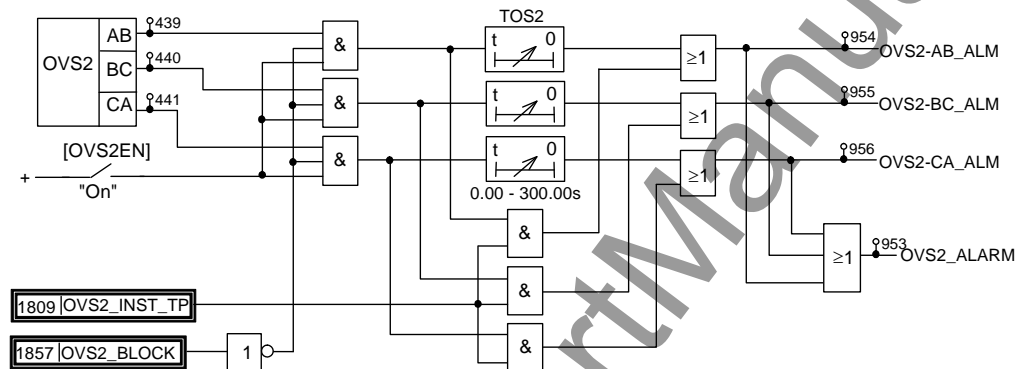 TOS2
439
954
AB
&
t 0
≥1
OVS2-AB_ALM
OVS2
440
BC
955
441
&
t 0
≥1
OVS2-BC_ALM
CA
[OVS2EN]
956
&
t 0
≥1
OVS2-CA_ALM
+
"On"
0.00 - 300.00s
&
953
≥1
OVS2_ALARM
&
1809 OVS2_INST_TP
&
1857 OVS2_BLOCK
1